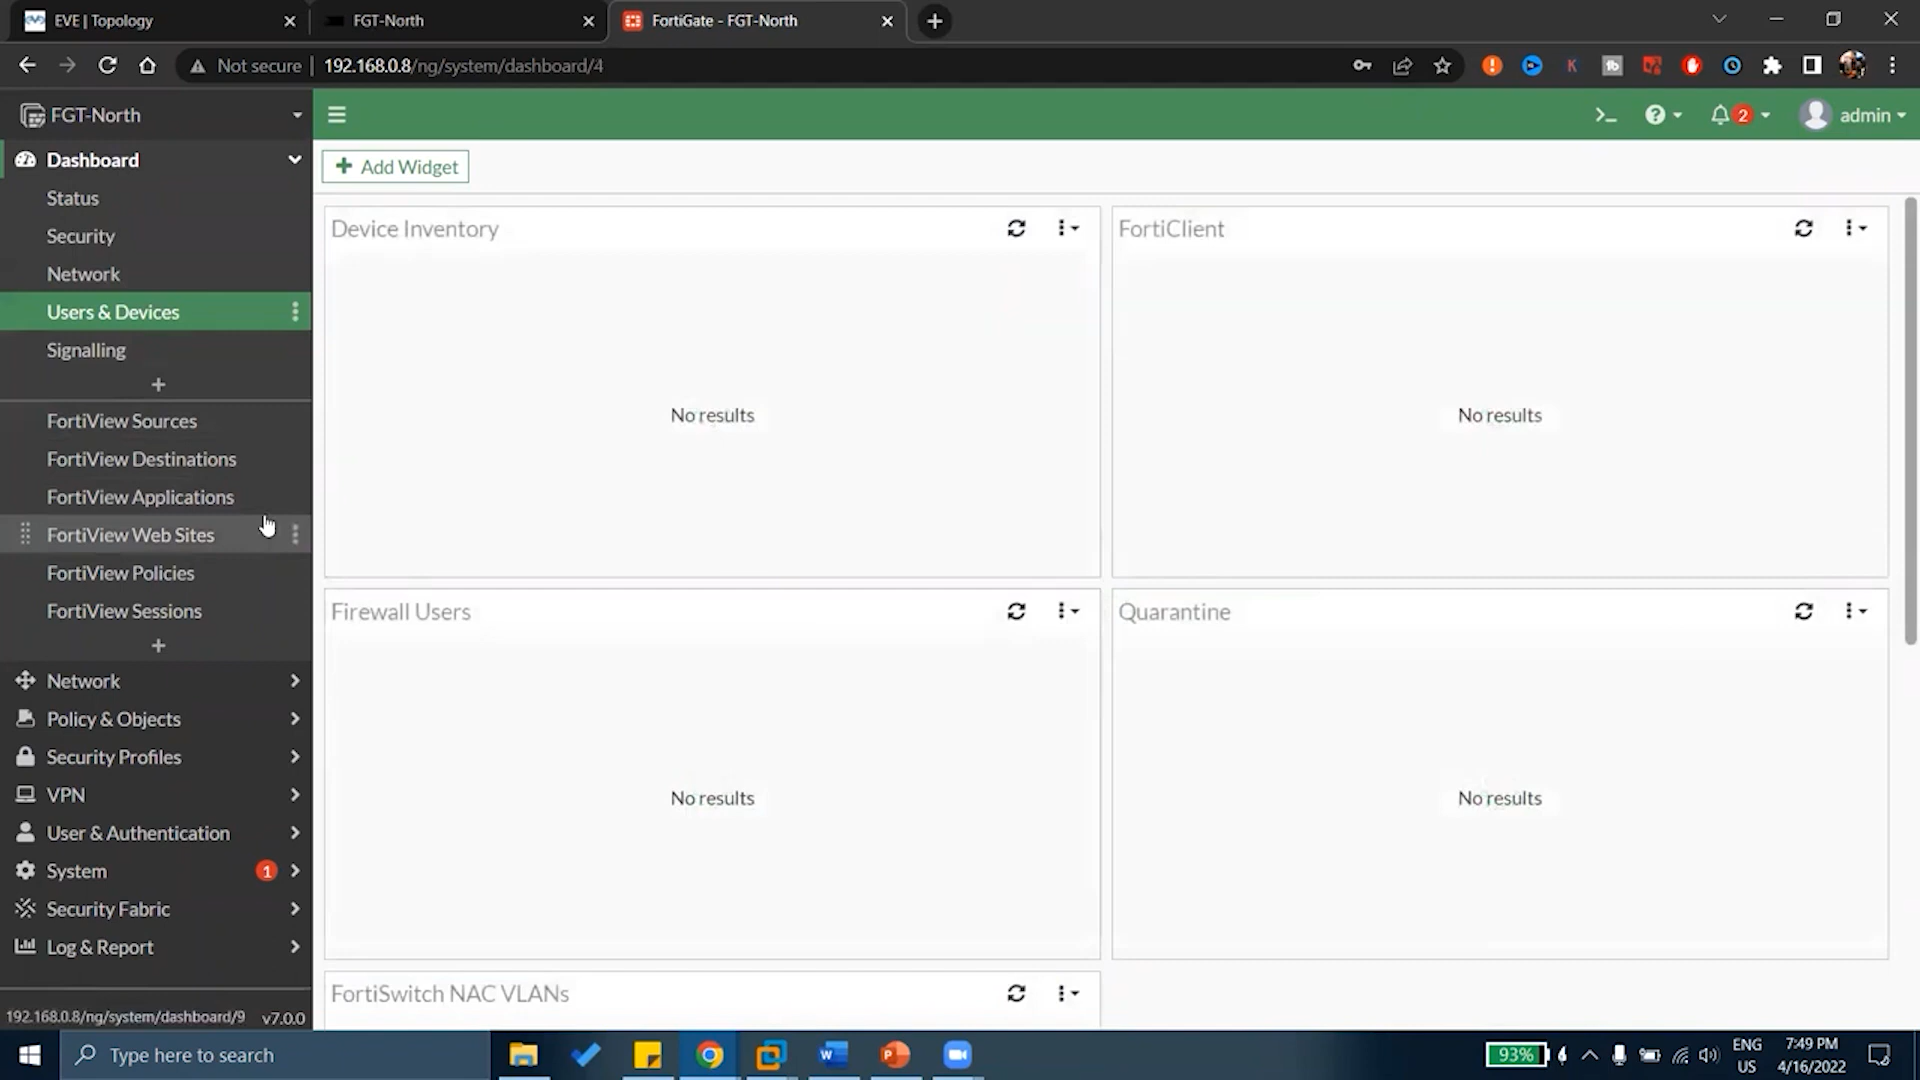 EVE | Topology
FGT-North
FortiGate - FGT-North
Not secure
192.168.0.8/ng/system/dashboard/4
FGT-North
2
admin
Dashboard
Status
Security
Network
Users & Devices
Signalling
FortiView Sources
FortiView Destinations
FortiView Applications
FortiView Web Sites
FortiView Policies
FortiView Sessions
Network
Policy & Objects
Security Profiles
VPN
User & Authentication
System 1
Security Fabric
Log & Report
192.168.0.8/ng/system/dashboard/9 v7.0.0
+ Add Widget
Device Inventory
No results
FortiClient
No results
Firewall Users
No results
Quarantine
No results
FortiSwitch NAC VLANs
Type here to search
93%
ENG
US
7:49 PM
4/16/2022